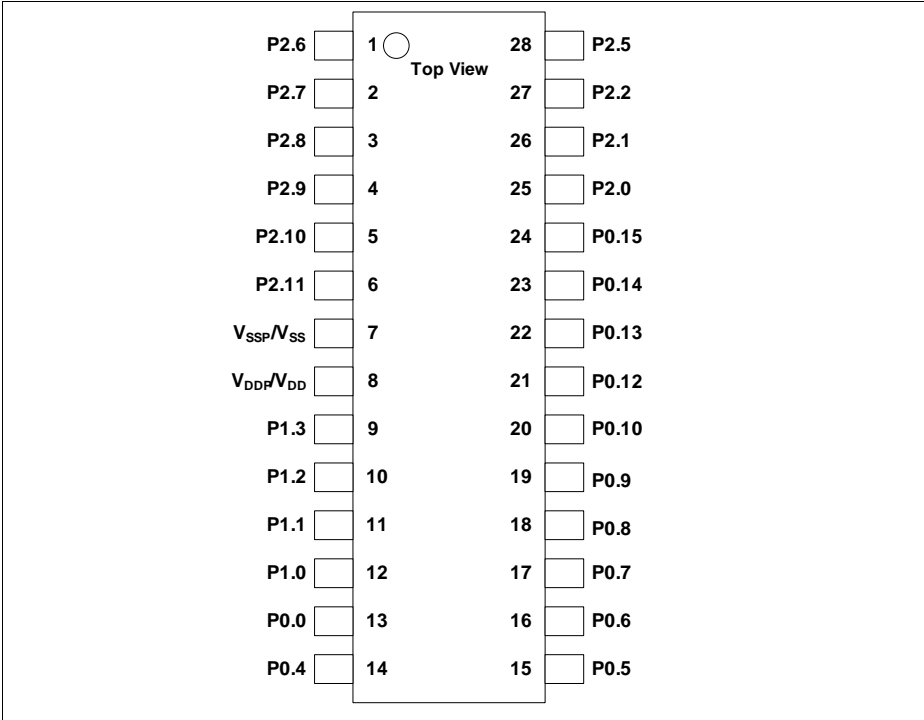 P2.6 1 28 P2.5
Top View
P2.7 2 27 P2.2
P2.8 3 26 P2.1
P2.9 4 25 P2.0
P2.10 5 24 P0.15
P2.11 6 23 P0.14
VSSP/VSS 7 22 P0.13
VDDP/VDD 8 21 P0.12
P1.3 9 20 P0.10
P1.2 10 19 P0.9
P1.1 11 18 P0.8
P1.0 12 17 P0.7
P0.0 13 16 P0.6
P0.4 14 15 P0.5